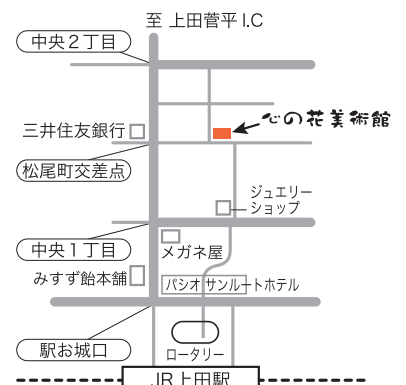 至 上田菅平 I.C
中央2丁目
心の花美術館
三井住友銀行
松尾町交差点
ジュエリー
ショップ
中央1丁目
メガネ屋
みすず飴本舗
パシオ サンルートホテル
駅お城口
ロータリー
JR上田駅